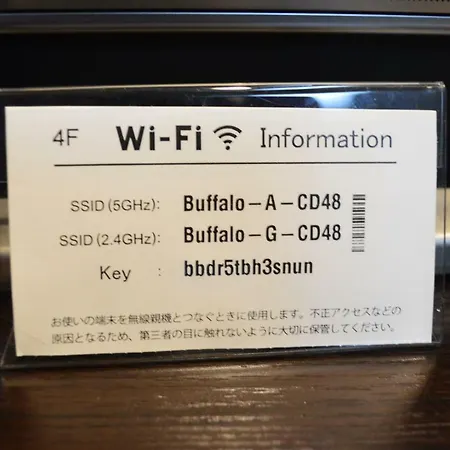 4F Wi-Fi Information
SSID (5GHz): Buffalo-A-CD48
SSID (2.4GHz): Buffalo-G-CD48
Key : bbdr5tbh3snun
お使いの端末を無線親機とつなぐときに使用します。不正アクセスなどの
原因となるため、第三者の目に触れないように大切に保管してください。